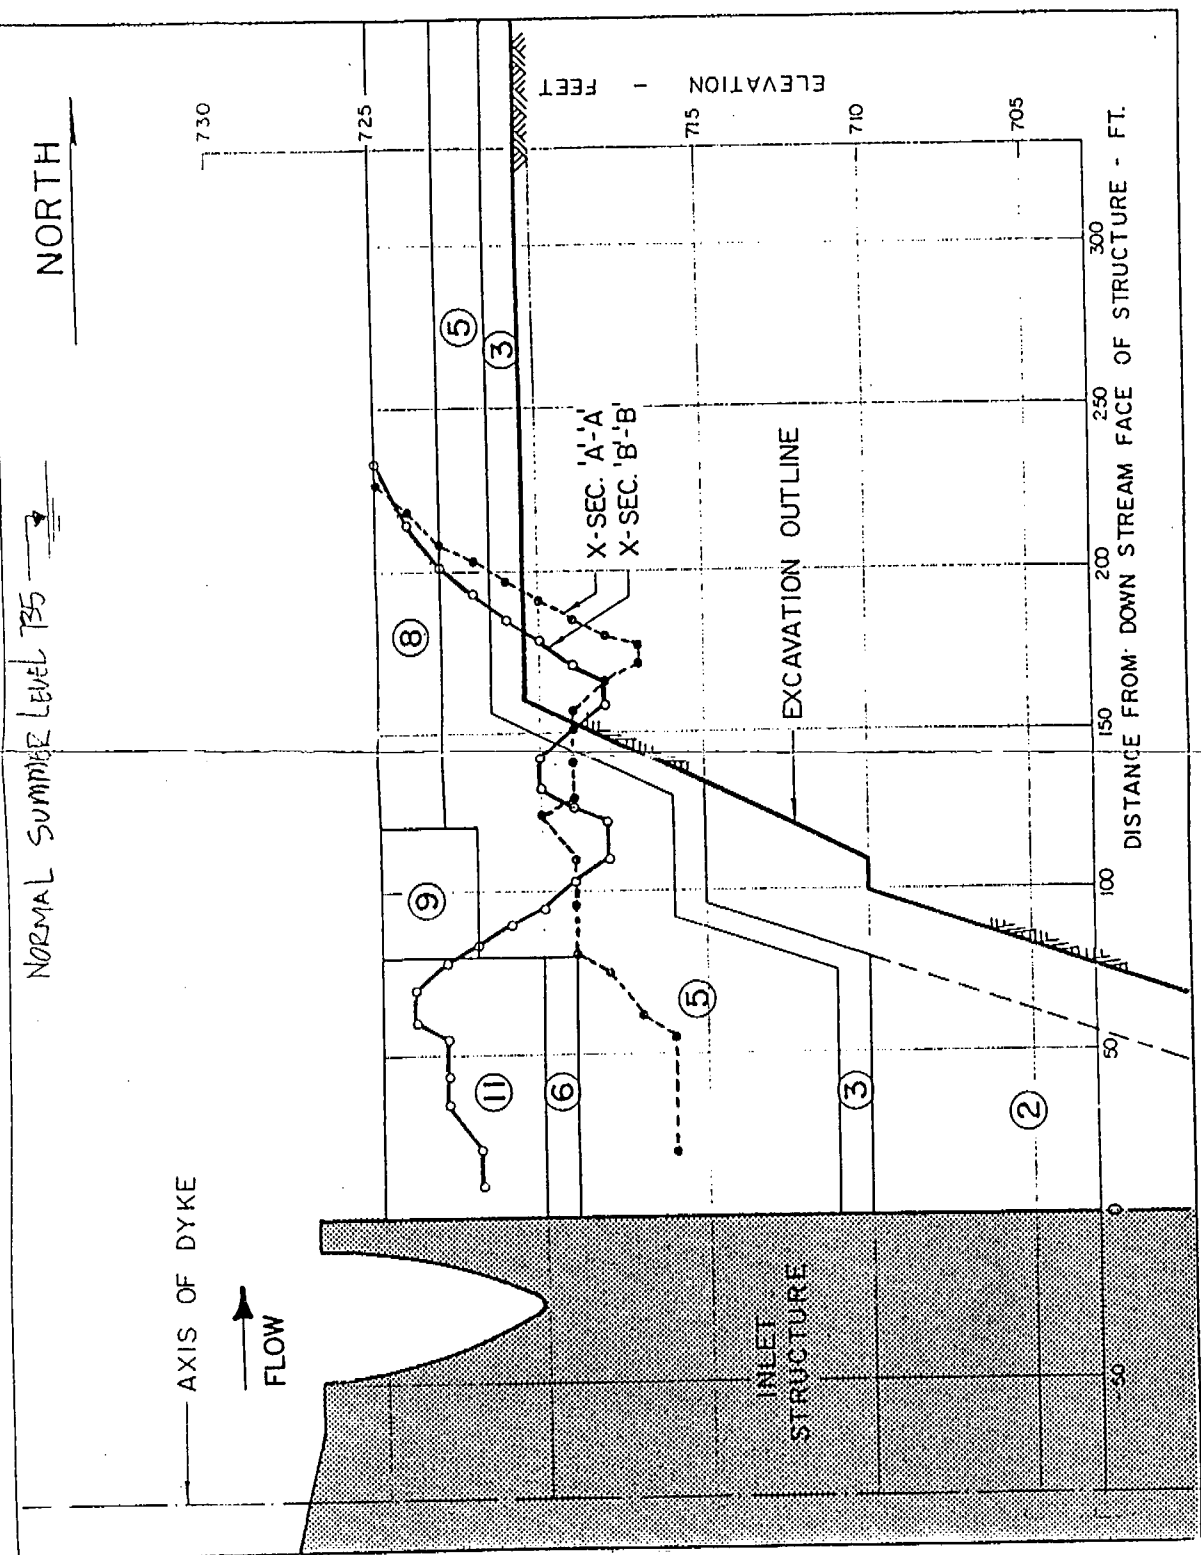 NORTH
NORMAL SUMMER LEVEL 735
AXIS OF DYKE
FLOW
730
725
715
710
705
ELEVATION - FEET
⑧
⑤
③
⑨
⑪
⑥
⑤
③
②
X-SEC. 'A'-'A'
X-SEC. 'B'-'B'
EXCAVATION OUTLINE
INLET
STRUCTURE
-50
0
50
100
150
200
250
300
DISTANCE FROM DOWN STREAM FACE OF STRUCTURE - FT.